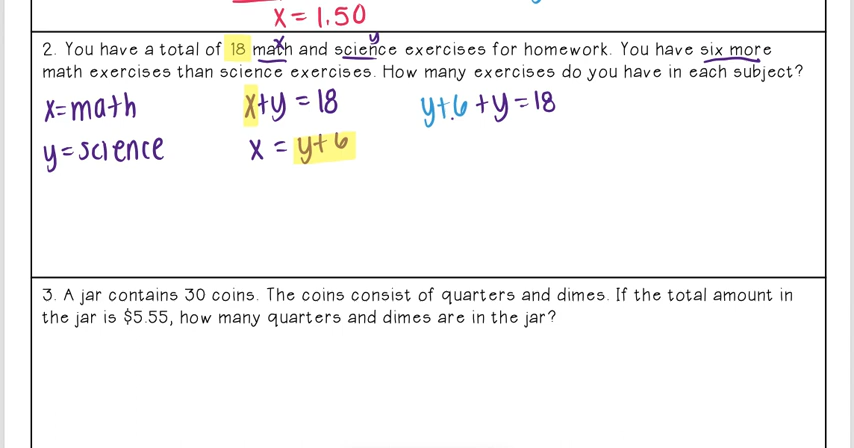 x = 1.50
2. You have a total of 18 math and science exercises for homework. You have six more
x
y
math exercises than science exercises. How many exercises do you have in each subject?
x=math
x+y = 18
y+6 +y = 18
y=science
x = y+6
3. A jar contains 30 coins. The coins consist of quarters and dimes. If the total amount in
the jar is $5.55, how many quarters and dimes are in the jar?